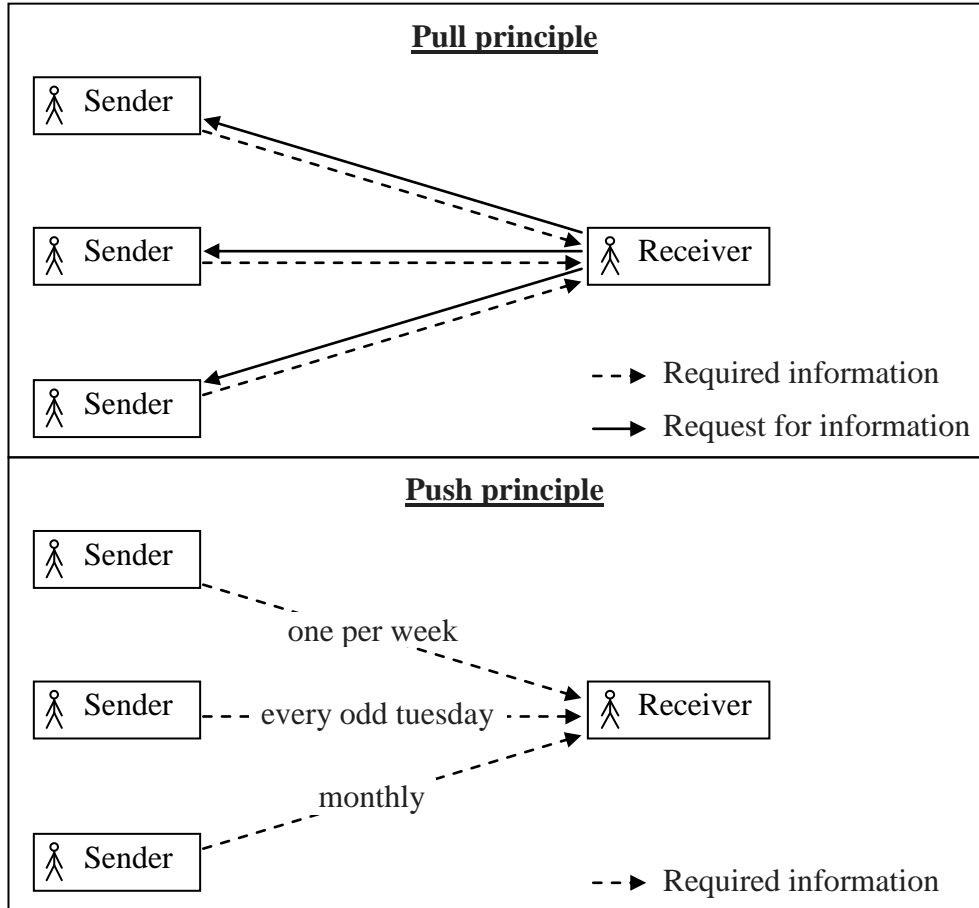 Pull principle
Sender
Sender
Receiver
Sender
Required information
Request for information
Push principle
Sender
one per week
Sender
every odd tuesday
Receiver
monthly
Sender
Required information